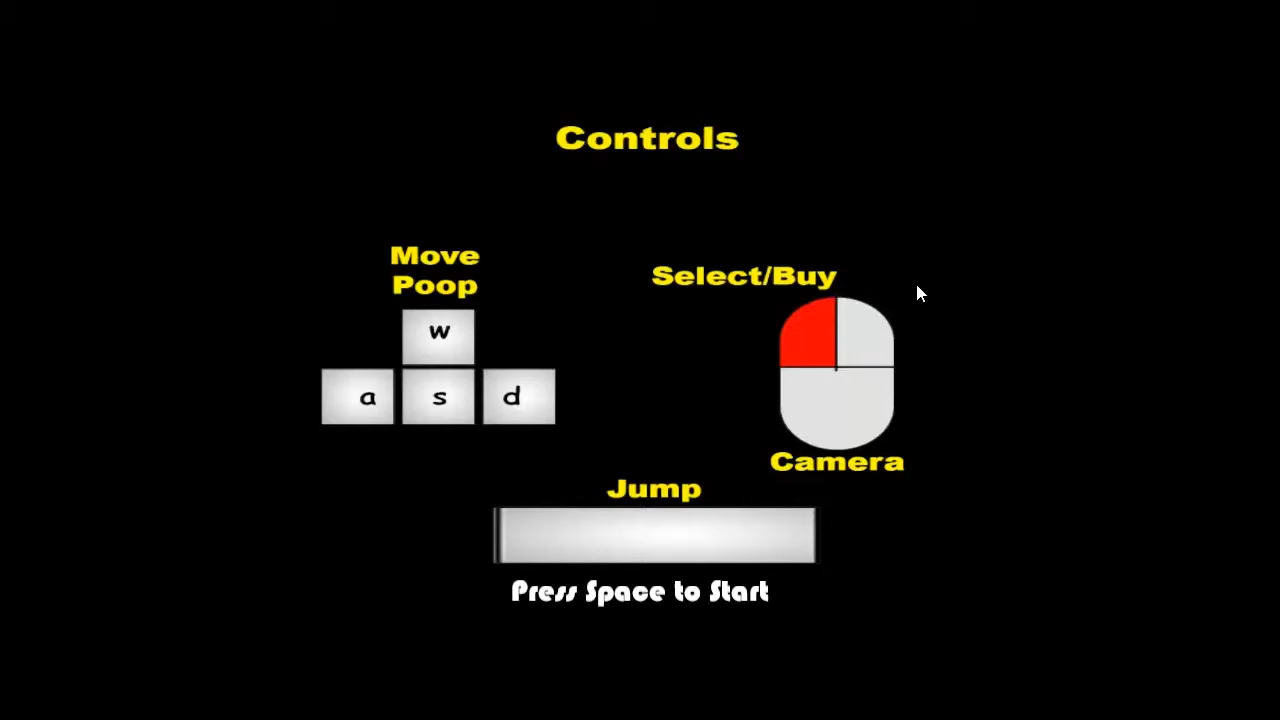 Controls
Move
Poop
Select/Buy
w
a s d
Camera
Jump
Press Space to Start